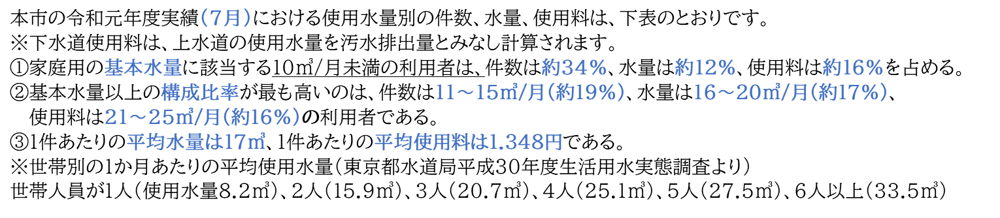 本市の令和元年度実績(7月)における使用水量別の件数、水量、使用料は、下表のとおりです。
※下水道使用料は、上水道の使用水量を汚水排出量とみなし計算されます。
①家庭用の基本水量に該当する10㎥/月未満の利用者は、件数は約34%、水量は約12%、使用料は約16%を占める。
②基本水量以上の構成比率が最も高いのは、件数は11～15㎥/月(約19%)、水量は16～20㎥/月(約17%)、
使用料は21～25㎥/月(約16%)の利用者である。
③1件あたりの平均水量は17㎥、1件あたりの平均使用料は1.348円である。
※世帯別の1か月あたりの平均使用水量(東京都水道局平成30年度生活用水実態調査より)
世帯人員が1人(使用水量8.2㎥)、2人(15.9㎥)、3人(20.7㎥)、4人(25.1㎥)、5人(27.5㎥)、6人以上(33.5㎥)